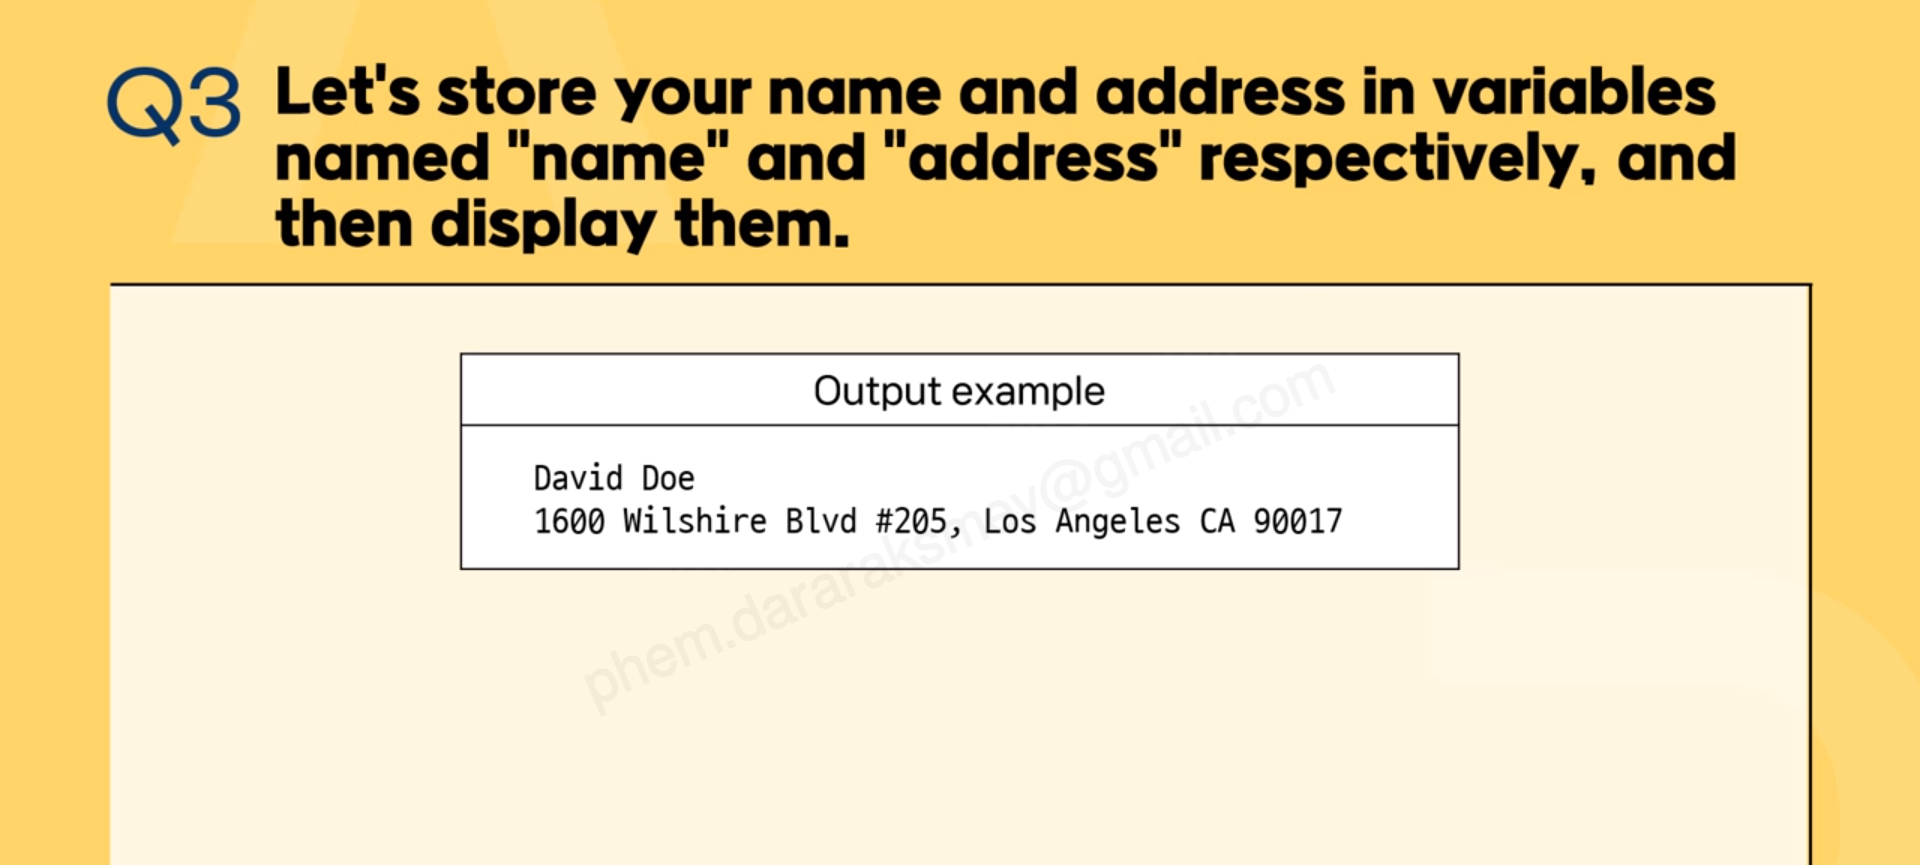 Q3 Let's store your name and address in variables
named "name" and "address" respectively, and
then display them.
Output example
David Doe
1600 Wilshire Blvd #205, Los Angeles CA 90017
phem.dararaksmey@gmail.com